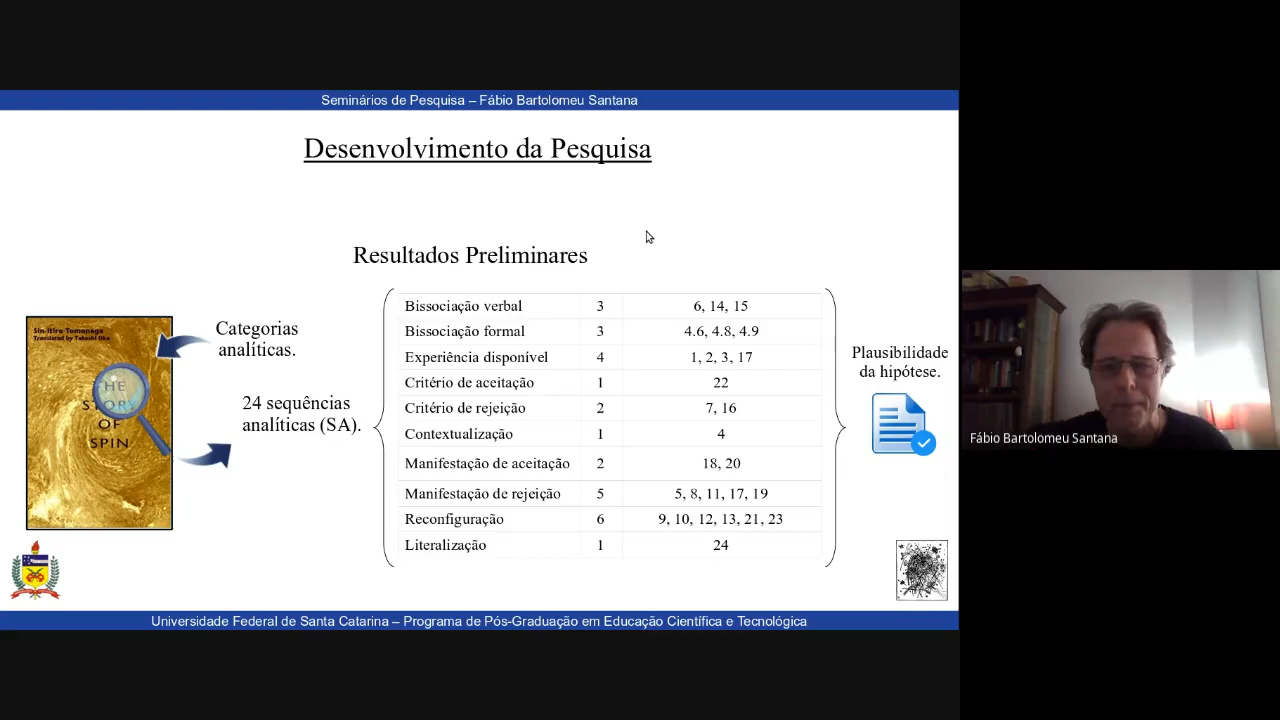 Seminários de Pesquisa – Fábio Bartolomeu Santana
Desenvolvimento da Pesquisa
Resultados Preliminares
Sin-itiro Tomonaga
Translated by Takeshi Oka
THE
STORY
OF
SPIN
Categorias
analíticas.
24 sequências
analíticas (SA).
Bissociação verbal 3 6, 14, 15
Bissociação formal 3 4.6, 4.8, 4.9
Experiência disponível 4 1, 2, 3, 17
Critério de aceitação 1 22
Critério de rejeição 2 7, 16
Contextualização 1 4
Manifestação de aceitação 2 18, 20
Manifestação de rejeição 5 5, 8, 11, 17, 19
Reconfiguração 6 9, 10, 12, 13, 21, 23
Literalização 1 24
Plausibilidade
da hipótese.
Fábio Bartolomeu Santana
Universidade Federal de Santa Catarina – Programa de Pós-Graduação em Educação Científica e Tecnológica